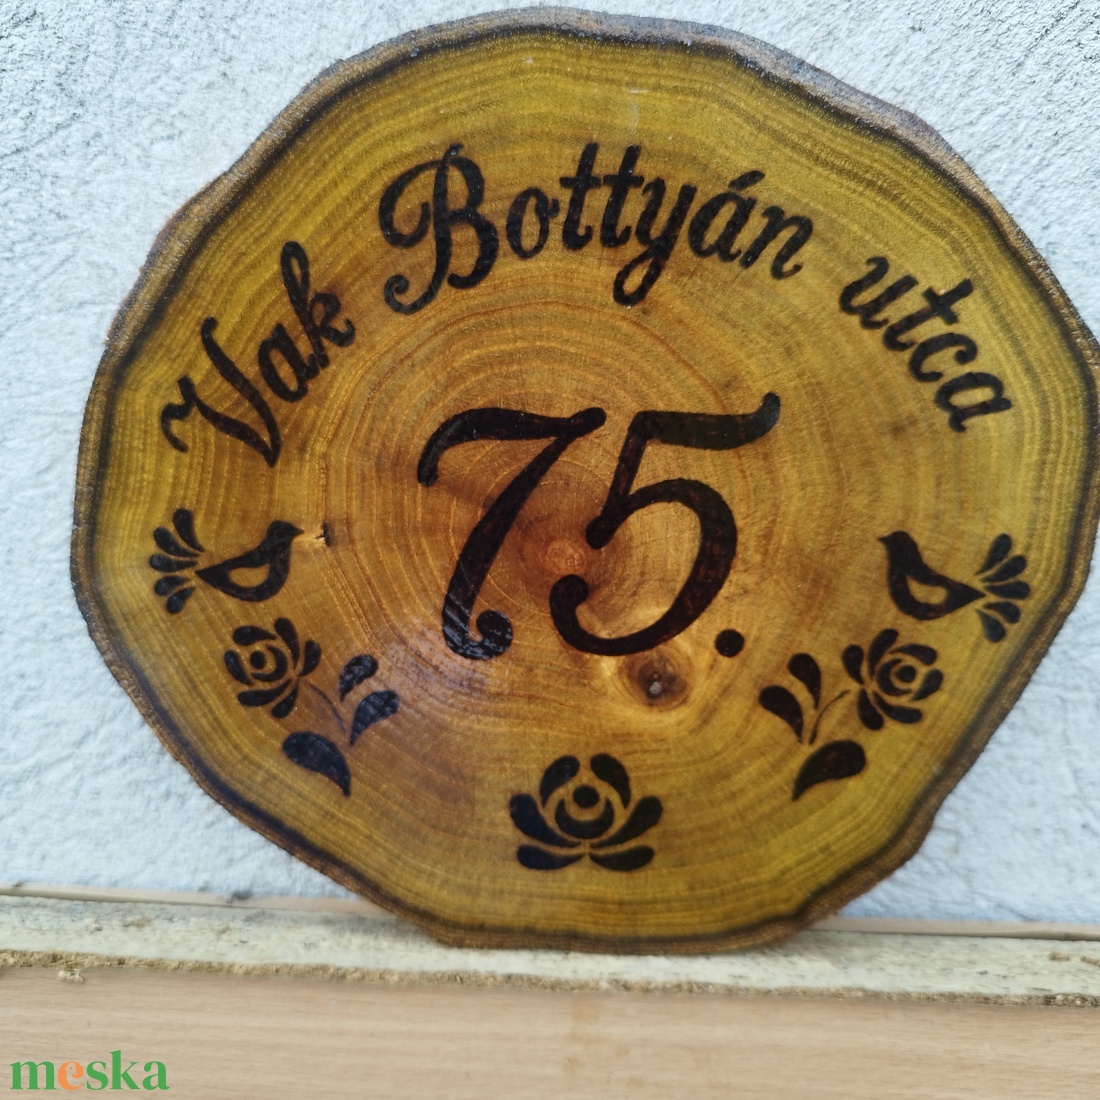 Vak Bottyán utca
75.
meska